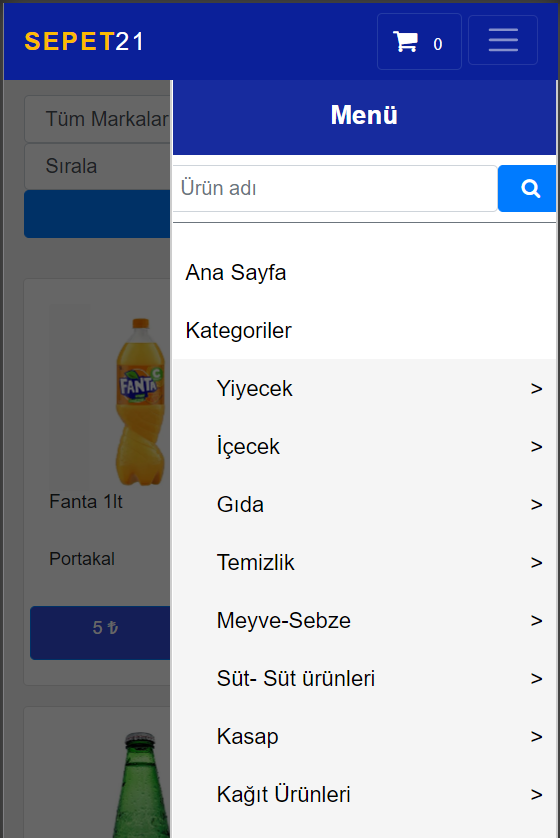 SEPET21
0
Tüm Markalar
Sırala
Menü
Ürün adı
Ana Sayfa
Kategoriler
Yiyecek >
İçecek >
Gıda >
Temizlik >
Meyve-Sebze >
Süt- Süt ürünleri >
Kasap >
Kağıt Ürünleri >
FANTA
C
Fanta 1lt
Portakal
5 ₺